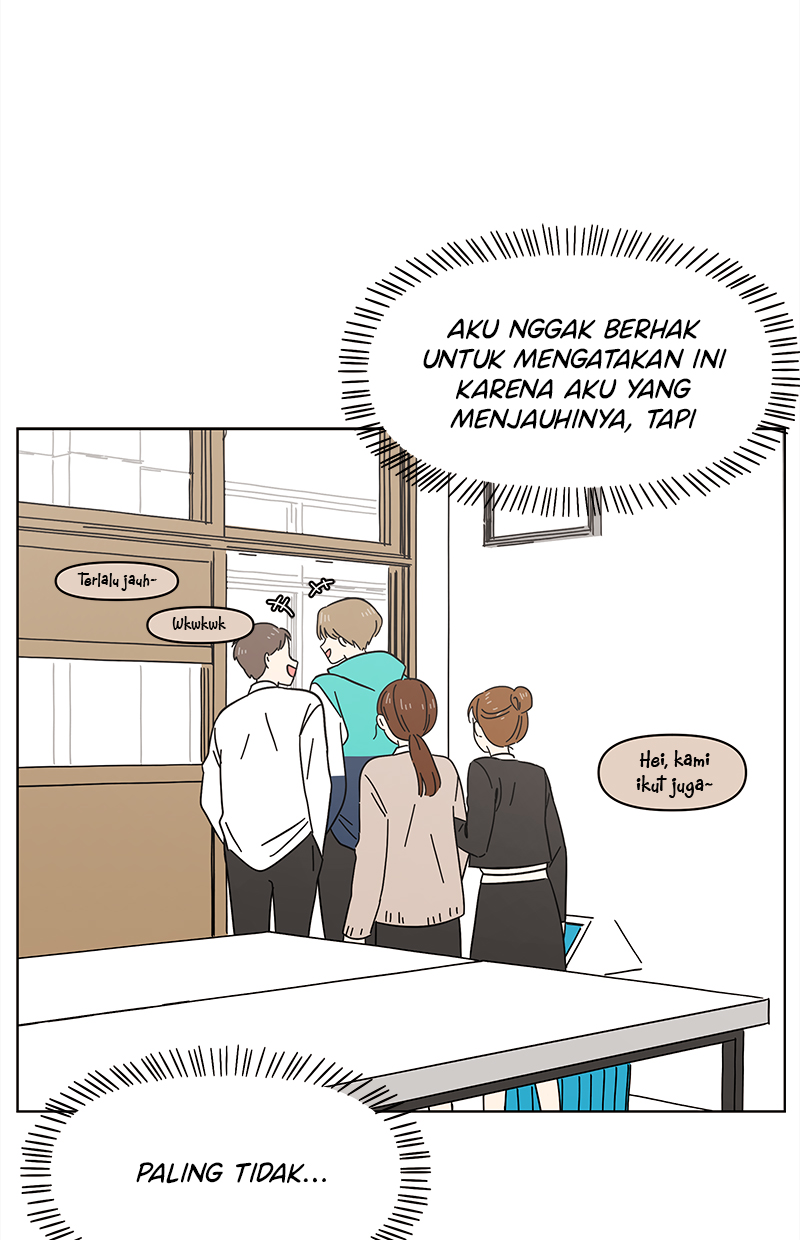 AKU NGGAK BERHAK
UNTUK MENGATAKAN INI
KARENA AKU YANG
MENJAUHINYA, TAPI
Terlalu jauh~
Wkwkwk
Hei, kami
ikut juga~
PALING TIDAK...